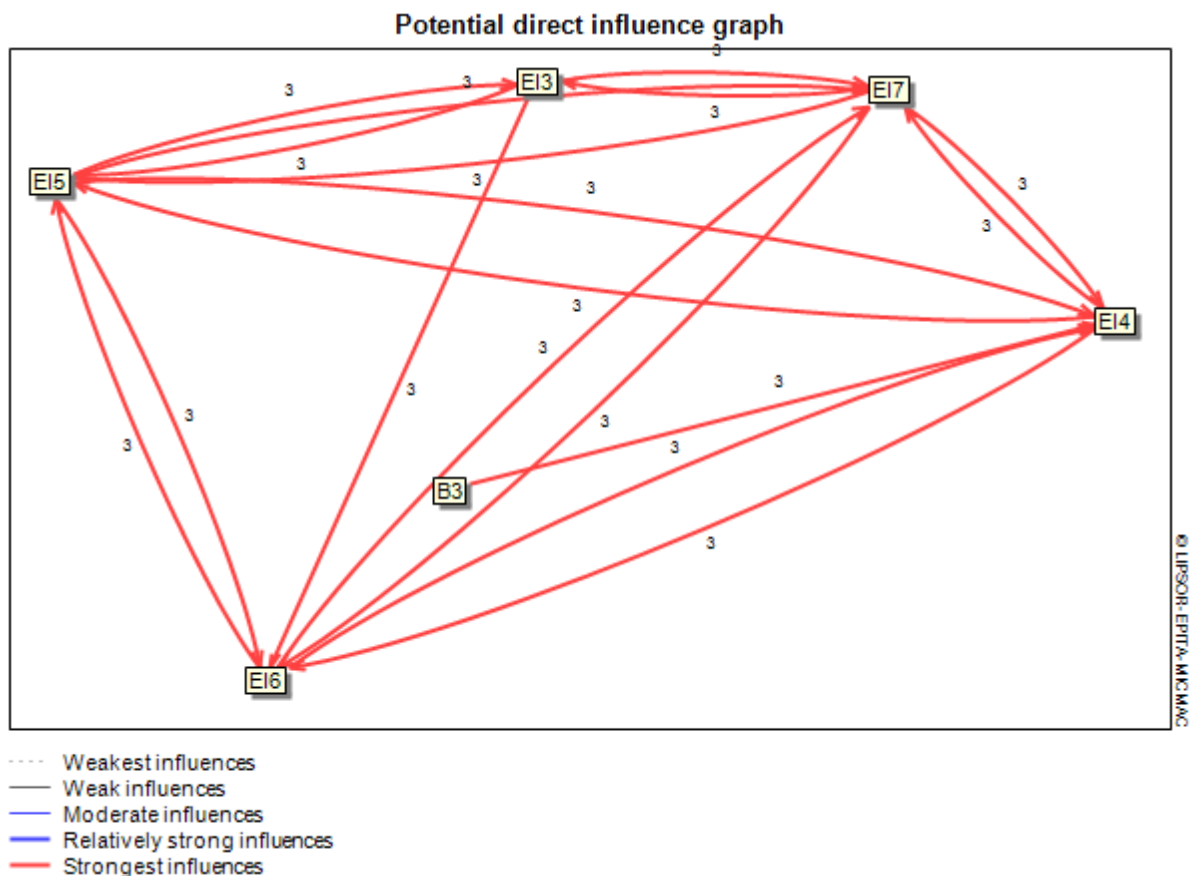 Potential direct influence graph
3
EI3
3
3
EI7
3
3
EI5
3
3
3
3
3
3
EI4
3
3
3
3
3
3
3
B3
3
EI6
© LIPSOR-EPITA-MICMAC
Weakest influences
Weak influences
Moderate influences
Relatively strong influences
Strongest influences